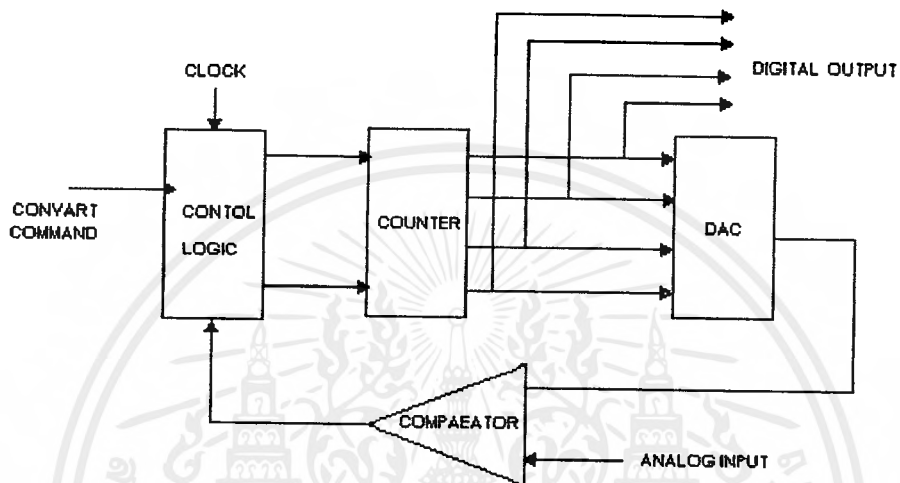 CLOCK
DIGITAL OUTPUT
CONVART
COMMAND
CONTOL
LOGIC
COUNTER
DAC
COMPAEATOR
ANALOG INPUT